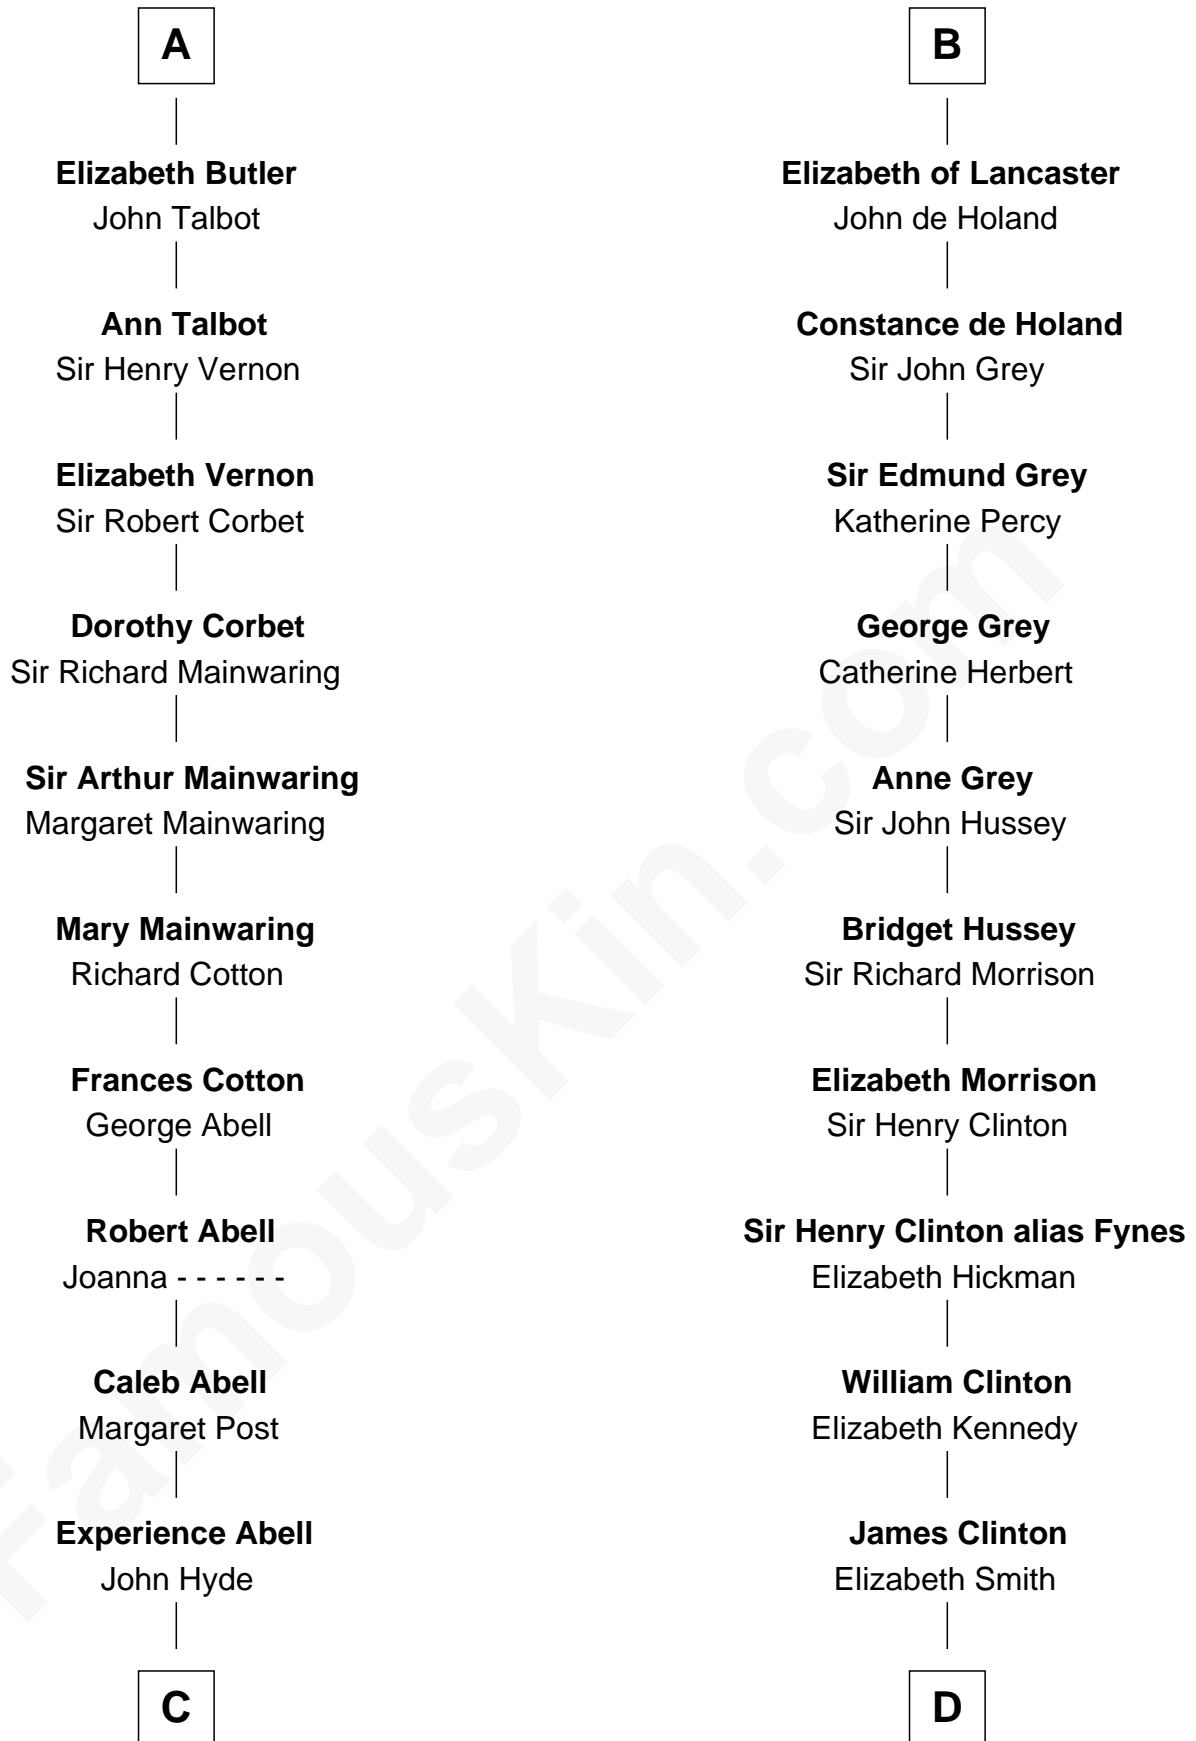 A
Elizabeth Butler
John Talbot
Ann Talbot
Sir Henry Vernon
Elizabeth Vernon
Sir Robert Corbet
Dorothy Corbet
Sir Richard Mainwaring
Sir Arthur Mainwaring
Margaret Mainwaring
Mary Mainwaring
Richard Cotton
Frances Cotton
George Abell
Robert Abell
Joanna - - - - - -
Caleb Abell
Margaret Post
Experience Abell
John Hyde
C
B
Elizabeth of Lancaster
John de Holand
Constance de Holand
Sir John Grey
Sir Edmund Grey
Katherine Percy
George Grey
Catherine Herbert
Anne Grey
Sir John Hussey
Bridget Hussey
Sir Richard Morrison
Elizabeth Morrison
Sir Henry Clinton
Sir Henry Clinton alias Fynes
Elizabeth Hickman
William Clinton
Elizabeth Kennedy
James Clinton
Elizabeth Smith
D
FamousKin.com